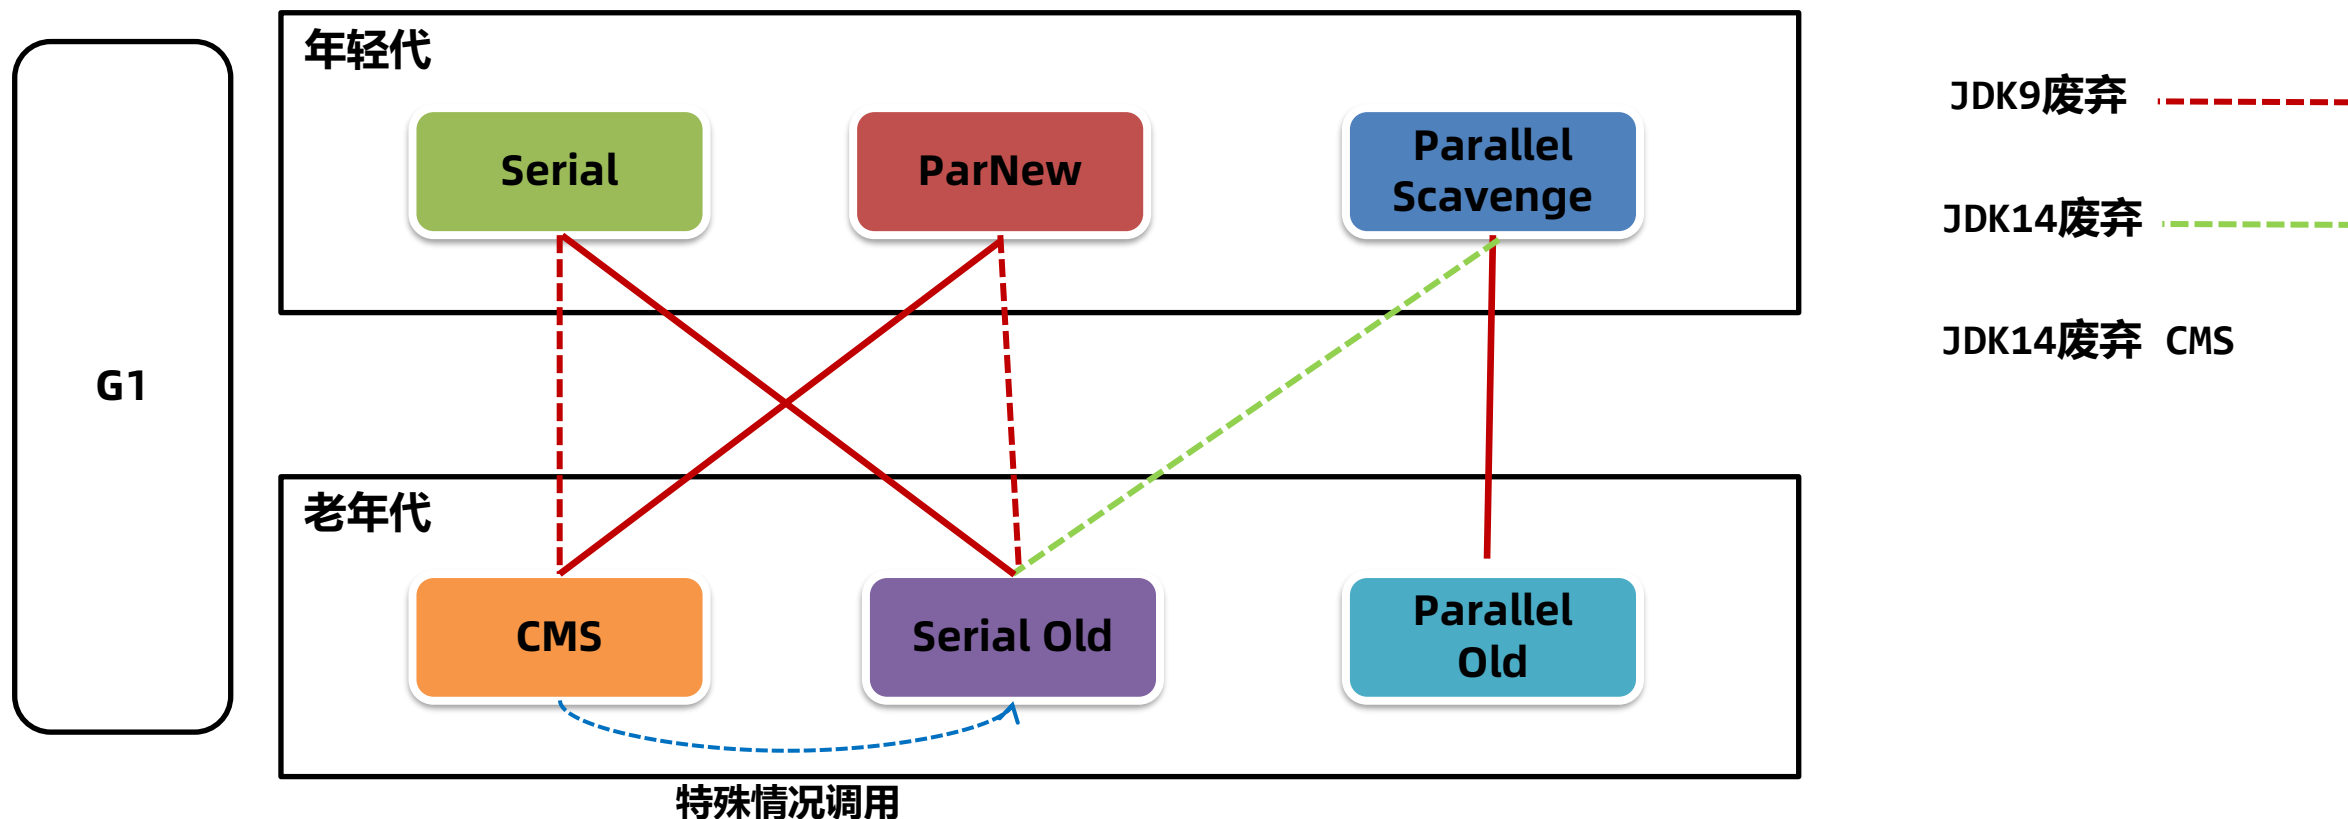 年轻代
Serial
ParNew
Parallel
Scavenge
G1
老年代
CMS
Serial Old
Parallel
Old
特殊情况调用
JDK9废弃
JDK14废弃
JDK14废弃 CMS